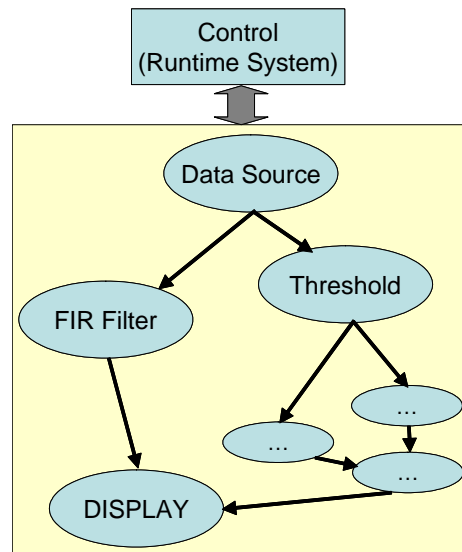 Control
(Runtime System)
Data Source
FIR Filter
Threshold
...
...
...
DISPLAY